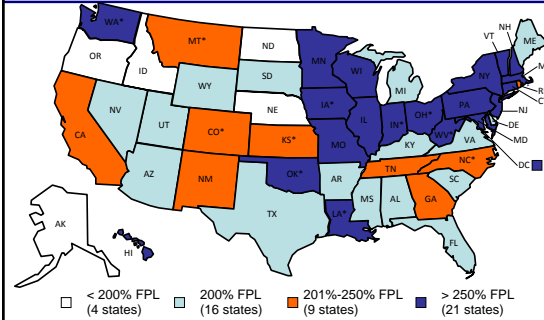 WA*
MT*
ND
OR
ID
MN
SD
WY
WI
MI
NY
VT
NH
ME
M
R
C
NJ
DE
MD
DC
NE
IA*
NV
UT
CO*
CA
KS*
MO
IL
IN*
OH*
PA
WV*
VA
KY
TN
NC*
SC
GA
AL
MS
AR
LA*
OK*
TX
NM
AZ
FL
AK
HI
< 200% FPL
(4 states)
200% FPL
(16 states)
201%-250% FPL
(9 states)
> 250% FPL
(21 states)